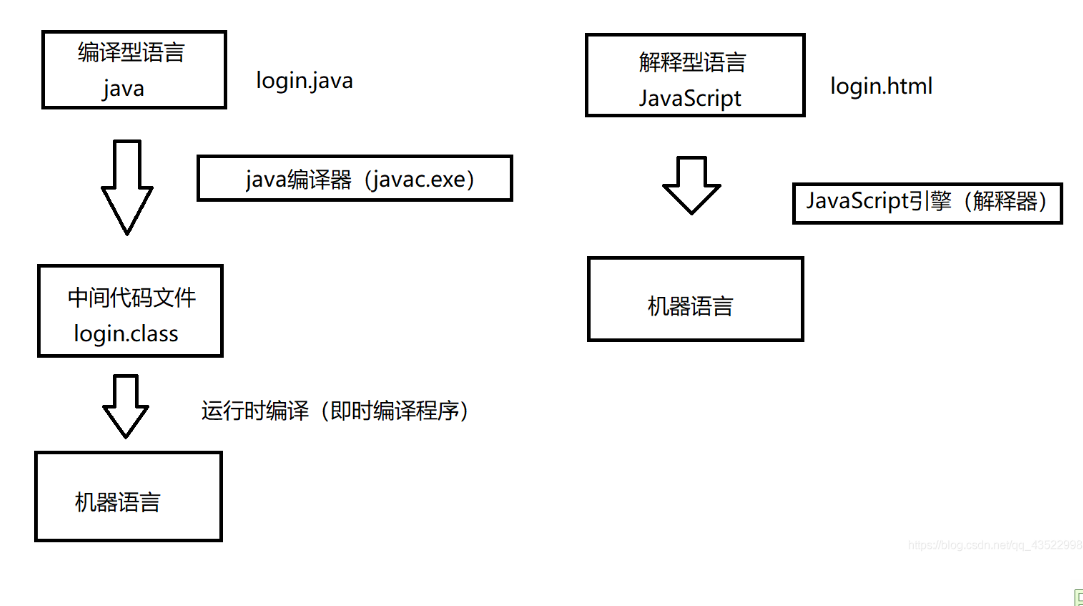 编译型语言
java
login.java
java编译器（javac.exe）
中间代码文件
login.class
运行时编译（即时编译程序）
机器语言
解释型语言
JavaScript
login.html
JavaScript引擎（解释器）
机器语言
https://blog.csdn.net/qq_43522998